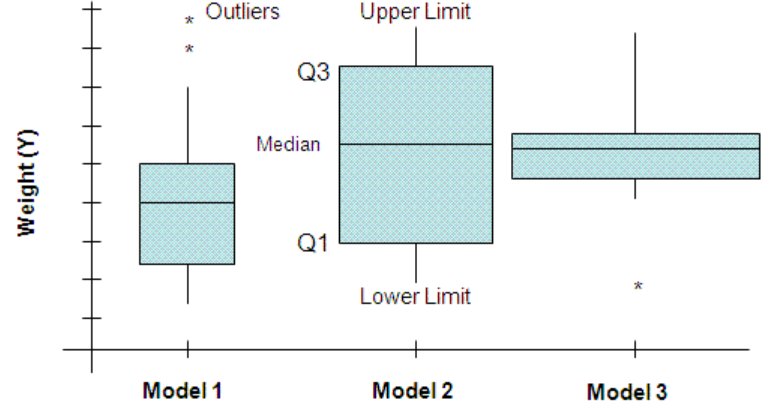 Outliers
Upper Limit
Q3
Median
Q1
Lower Limit
Weight (Y)
Model 1
Model 2
Model 3